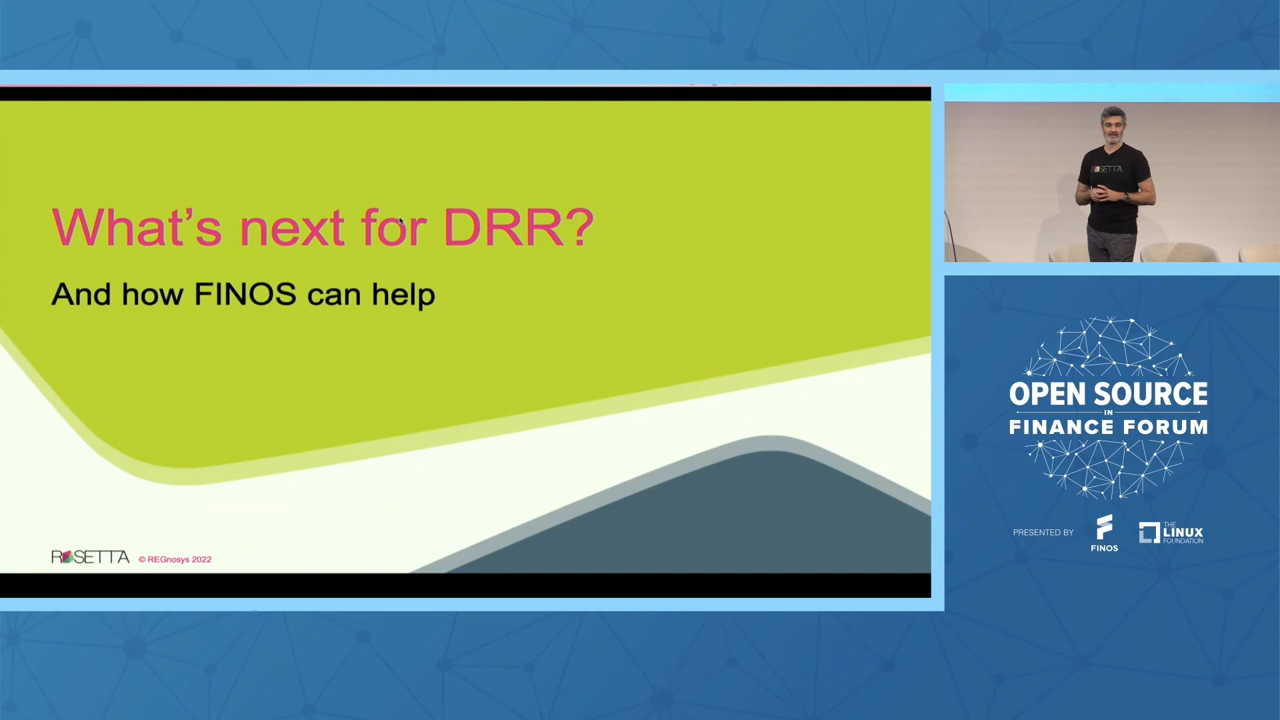 What's next for DRR?
And how FINOS can help
ROSETTA
© REGnosys 2022
ROSETTA
OPEN SOURCE
IN
FINANCE FORUM
PRESENTED BY
FINOS
THE
LINUX
FOUNDATION